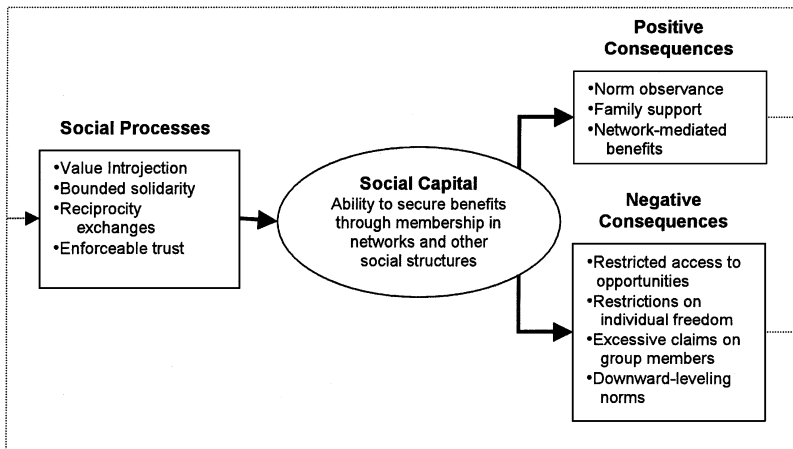 Social Processes
•Value Introjection
•Bounded solidarity
•Reciprocity
exchanges
•Enforceable trust
Social Capital
Ability to secure benefits
through membership in
networks and other
social structures
Positive
Consequences
•Norm observance
•Family support
•Network-mediated
benefits
Negative
Consequences
•Restricted access to
opportunities
•Restrictions on
individual freedom
•Excessive claims on
group members
•Downward-leveling
norms